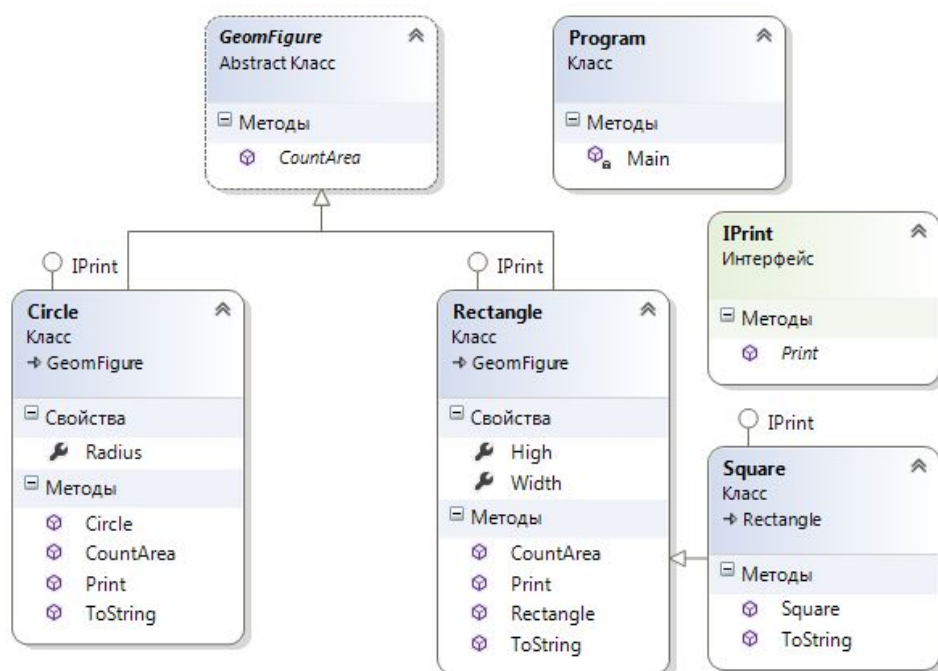 GeomFigure
Abstract Класс
Методы
CountArea
Program
Класс
Методы
Main
IPrint
Интерфейс
Методы
Print
IPrint
Circle
Класс
GeomFigure
Свойства
Radius
Методы
Circle
CountArea
Print
ToString
IPrint
Rectangle
Класс
GeomFigure
Свойства
High
Width
Методы
CountArea
Print
Rectangle
ToString
IPrint
Square
Класс
Rectangle
Методы
Square
ToString